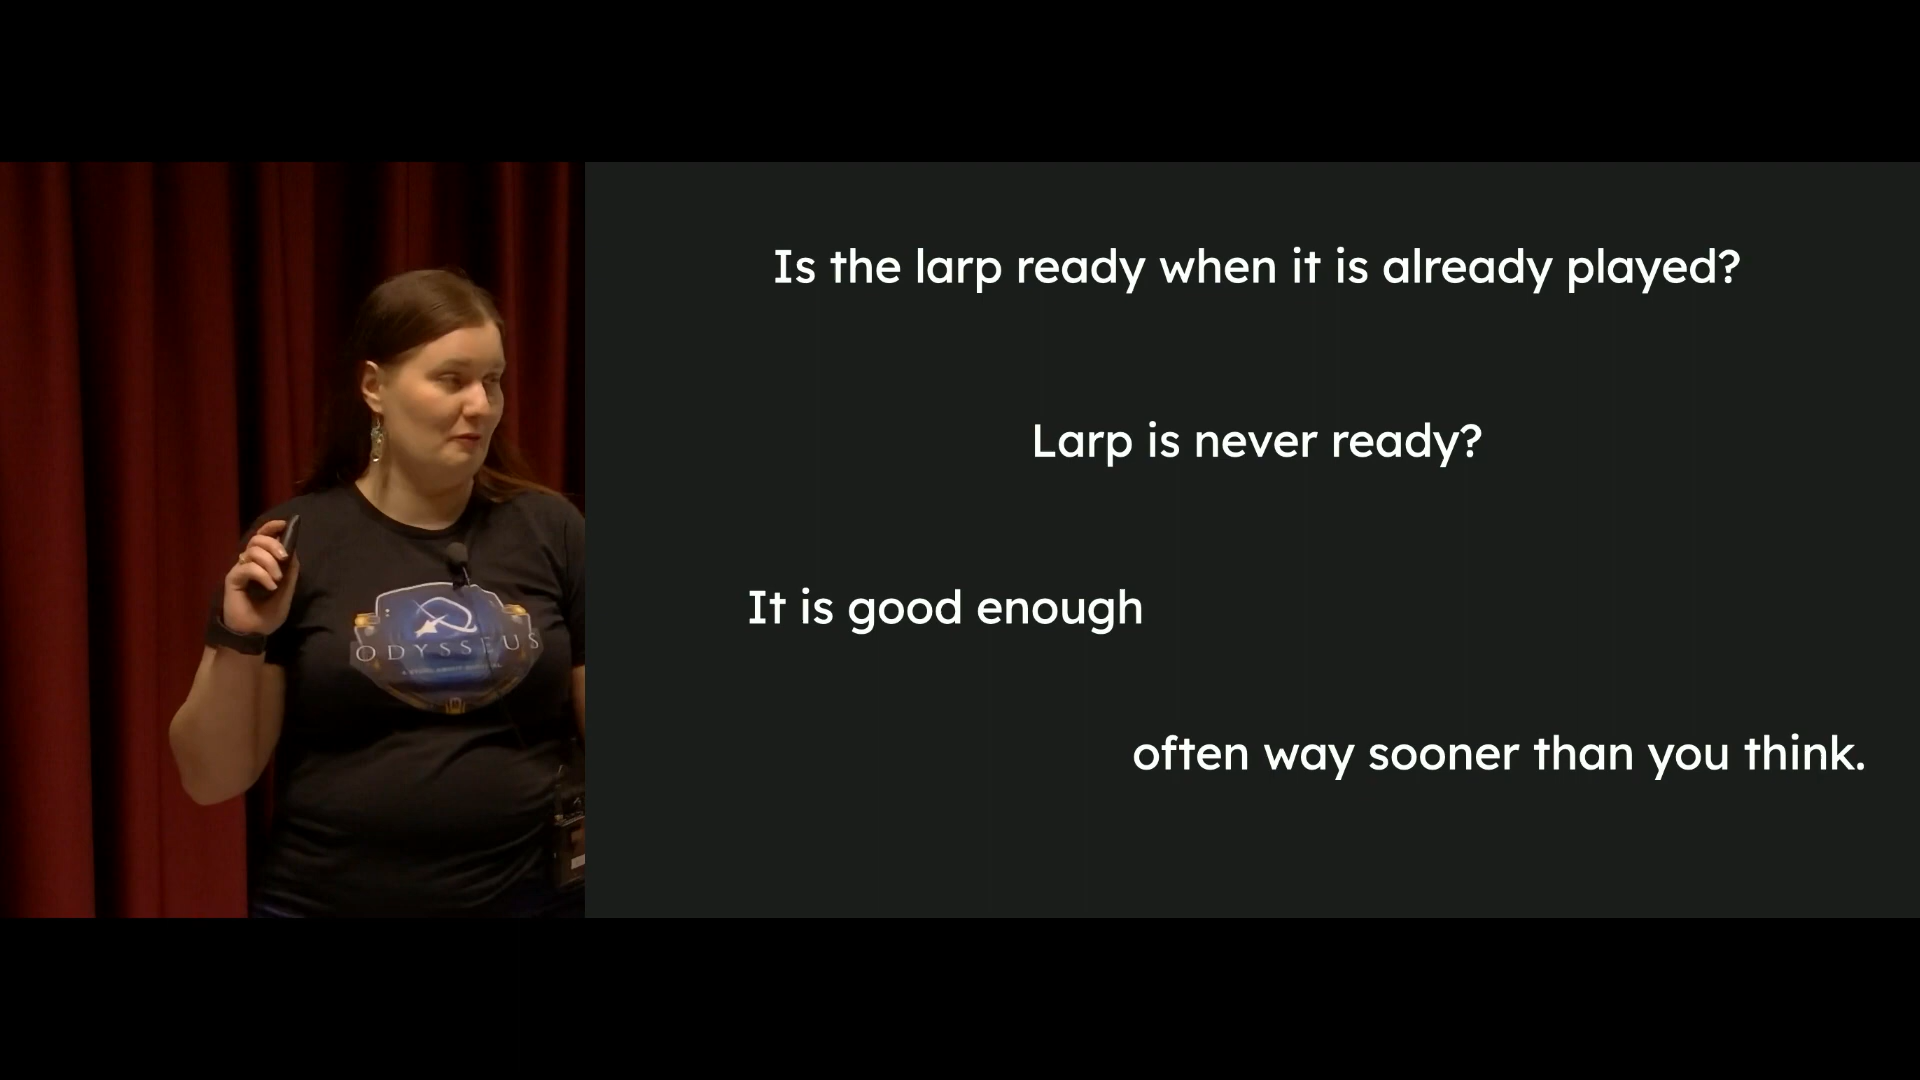 Is the larp ready when it is already played?
Larp is never ready?
It is good enough
often way sooner than you think.
ODYSSEUS